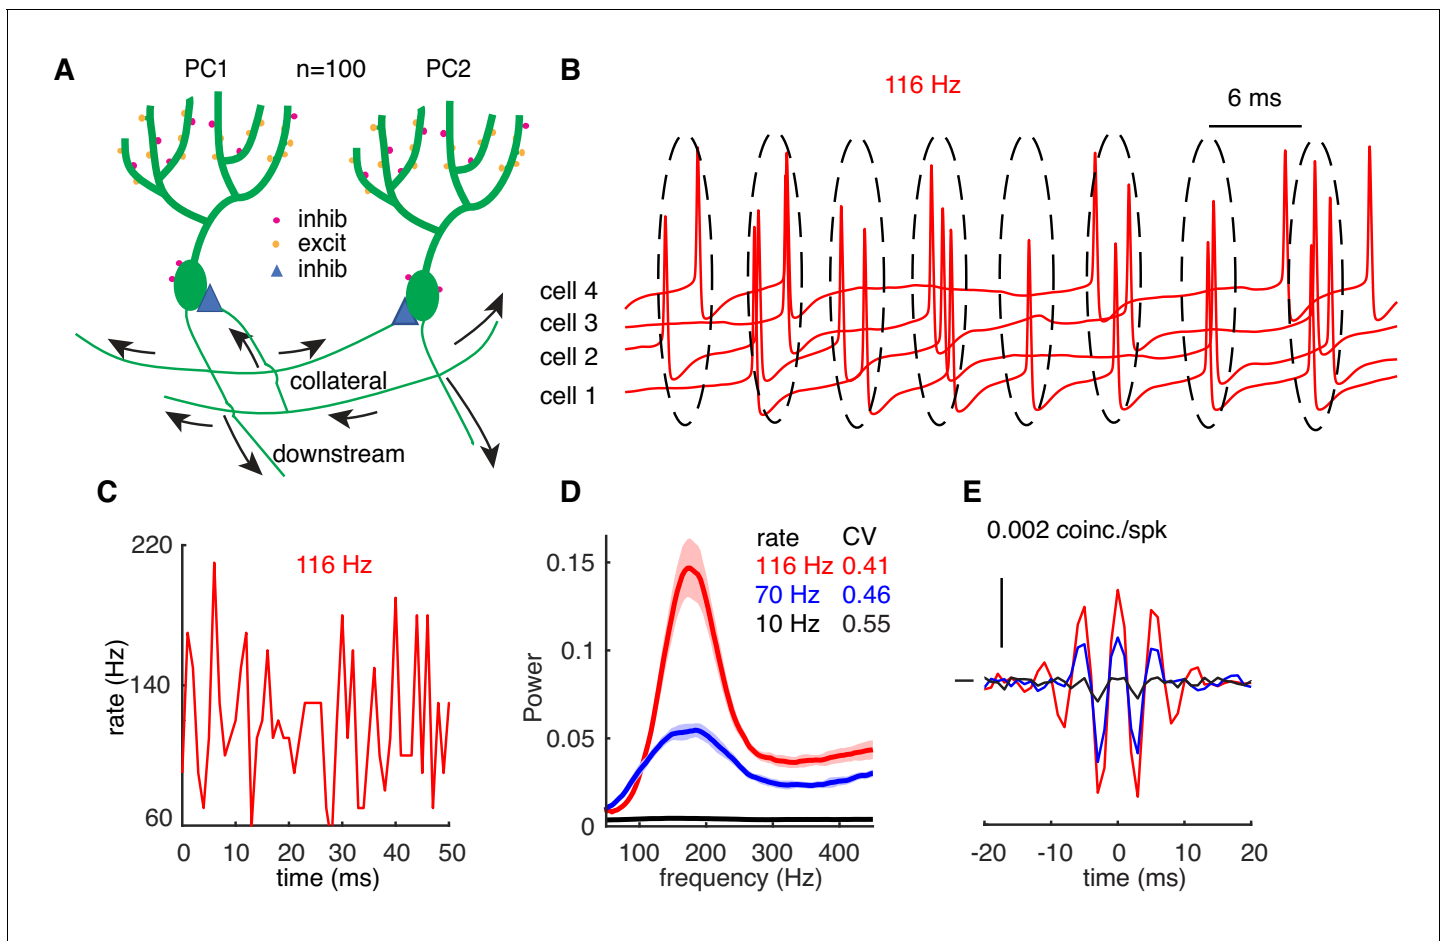 A
PC1 n=100 PC2
inhib
excit
inhib
collateral
downstream
B
116 Hz
6 ms
cell 4
cell 3
cell 2
cell 1
C
116 Hz
220
140
60
rate (Hz)
0 10 20 30 40 50
time (ms)
D
rate CV
116 Hz 0.41
70 Hz 0.46
10 Hz 0.55
0.15
0.1
0.05
0
Power
100 200 300 400
frequency (Hz)
E
0.002 coinc./spk
-20 -10 0 10 20
time (ms)